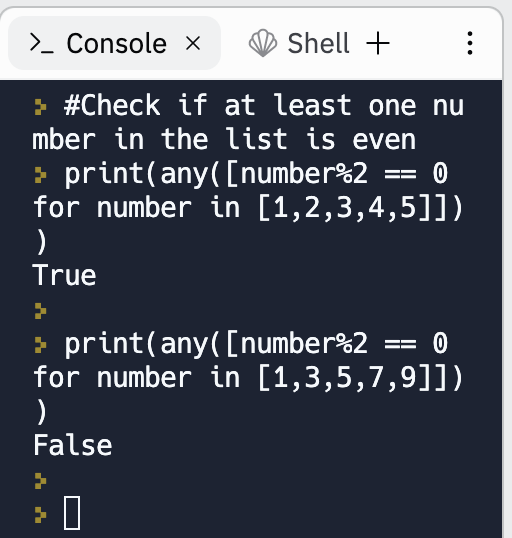 >_ Console × Shell + ⋮
#Check if at least one nu
mber in the list is even
print(any([number%2 == 0
for number in [1,2,3,4,5]])
)
True
print(any([number%2 == 0
for number in [1,3,5,7,9]])
)
False